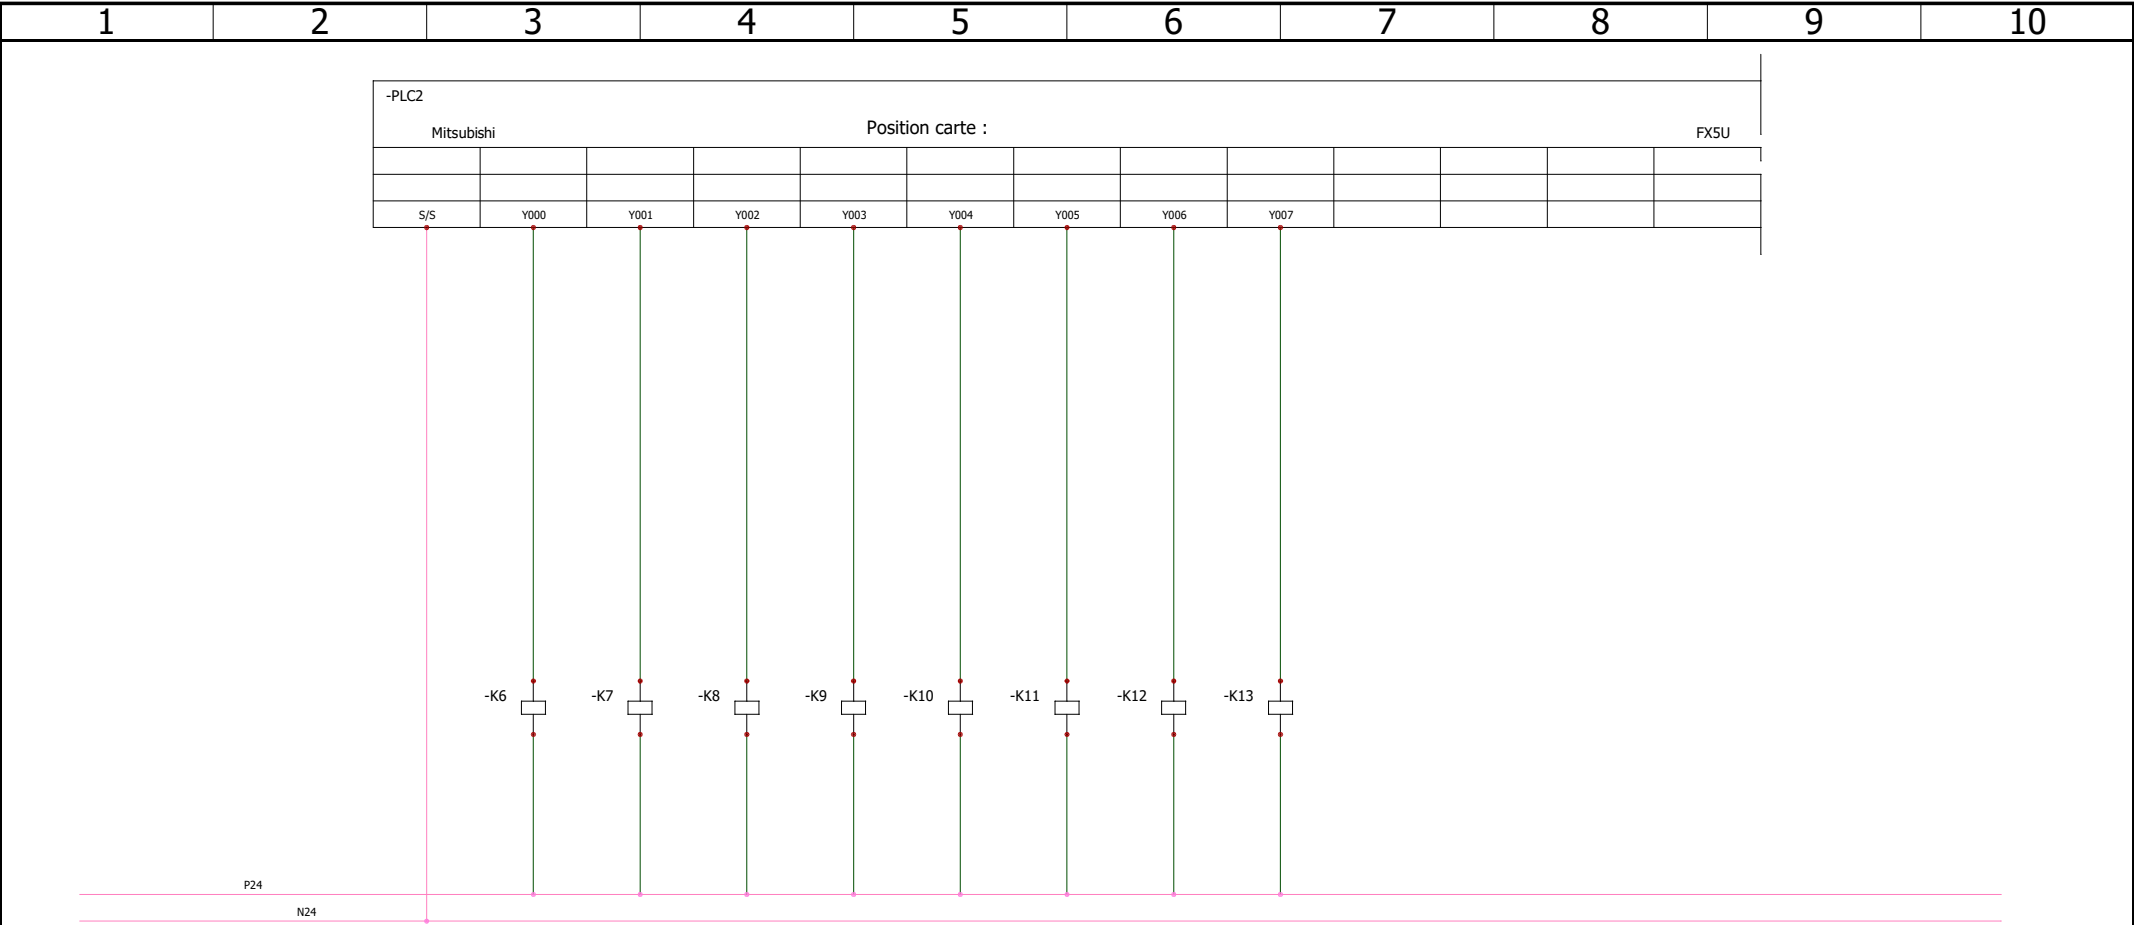 1 2 3 4 5 6 7 8 9 10
-PLC2
Mitsubishi Position carte : FX5U
S/S Y000 Y001 Y002 Y003 Y004 Y005 Y006 Y007
-K6 -K7 -K8 -K9 -K10 -K11 -K12 -K13
P24
N24